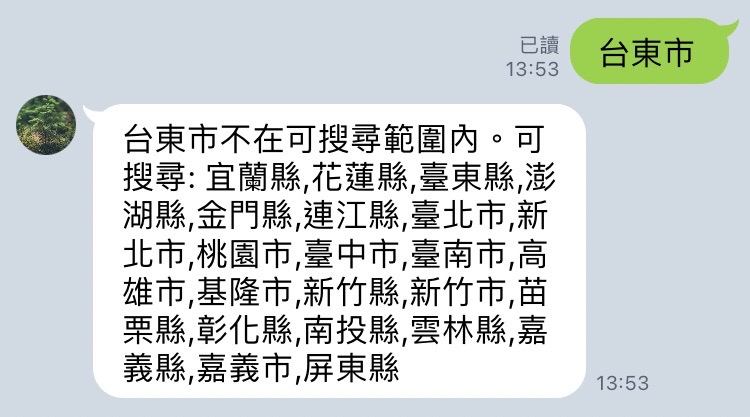 台東市
已讀
13:53
台東市不在可搜尋範圍內。可
搜尋: 宜蘭縣,花蓮縣,臺東縣,澎
湖縣,金門縣,連江縣,臺北市,新
北市,桃園市,臺中市,臺南市,高
雄市,基隆市,新竹縣,新竹市,苗
栗縣,彰化縣,南投縣,雲林縣,嘉
義縣,嘉義市,屏東縣
13:53